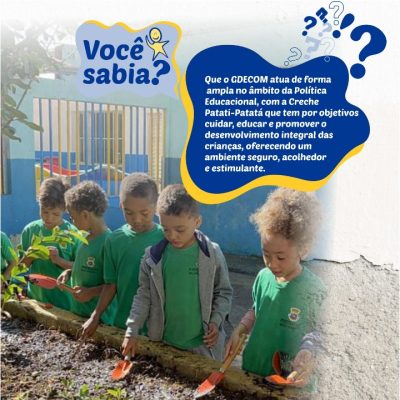 Você
sabia?
Que o GDECOM atua de forma
ampla no âmbito da Política
Educacional, com a Creche
Patati-Patatá que tem por objetivos
cuidar, educar e promover o
desenvolvimento integral das
crianças, oferecendo um
ambiente seguro, acolhedor
e estimulante.